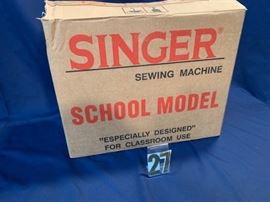 SINGER®
SEWING MACHINE
SCHOOL MODEL
"ESPECIALLY DESIGNED"
FOR CLASSROOM USE
27